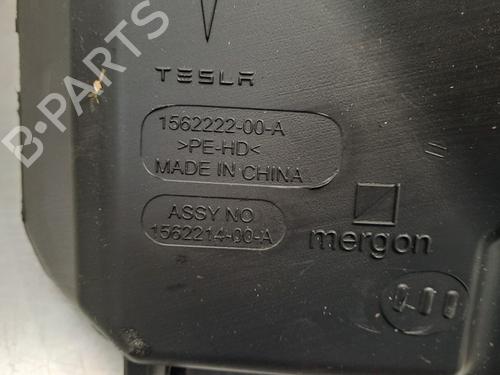 TESLA
1562222-00-A
>PE-HD<
MADE IN CHINA
ASSY NO
1562214-00-A
mergon
B-PARTS